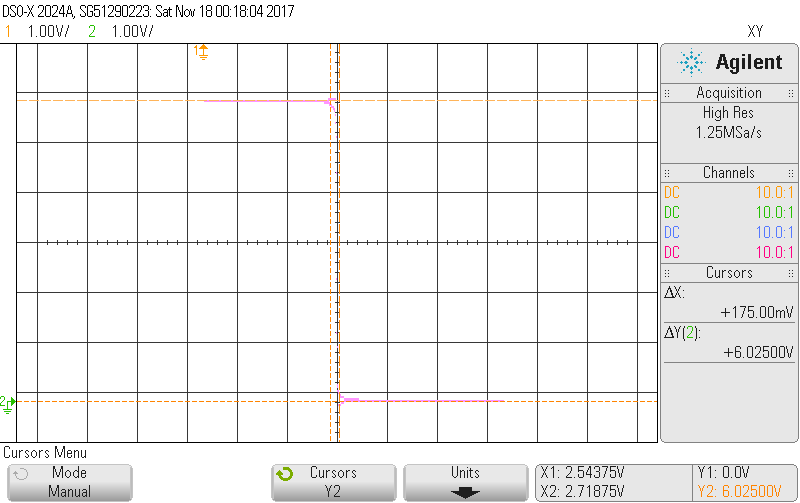 DSO-X 2024A, SG51290223: Sat Nov 18 00:18:04 2017
1 1.00V/ 2 1.00V/ XY
1
2
Agilent
Acquisition
High Res
1.25MSa/s
Channels
DC 10.0:1
DC 10.0:1
DC 10.0:1
DC 10.0:1
Cursors
ΔX:
+175.00mV
ΔY(2):
+6.02500V
Cursors Menu
Mode
Manual
Cursors
Y2
Units
X1: 2.54375V
X2: 2.71875V
Y1: 0.0V
Y2: 6.02500V